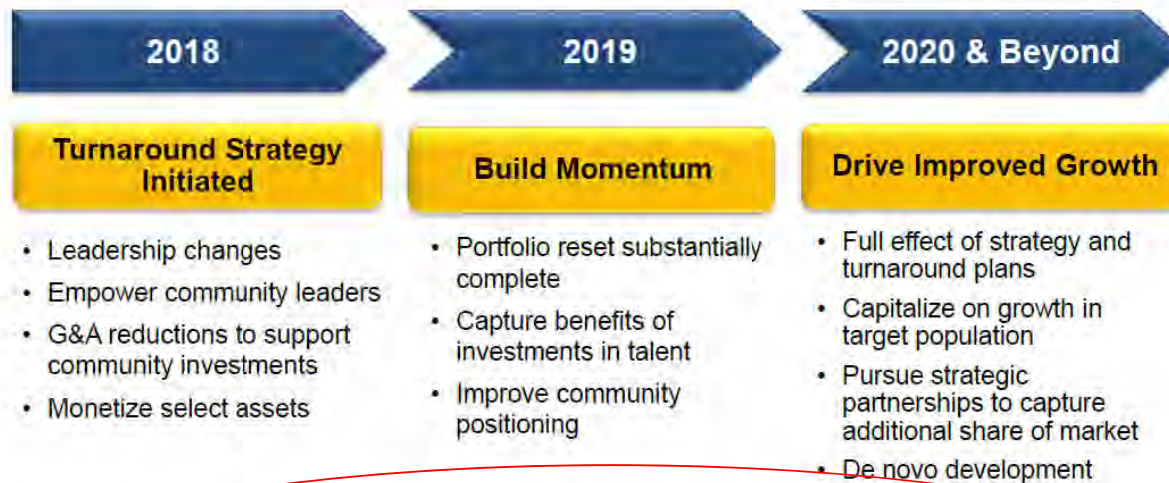 2018
2019
2020 & Beyond
Turnaround Strategy
Initiated
Build Momentum
Drive Improved Growth
• Leadership changes
• Empower community leaders
• G&A reductions to support
community investments
• Monetize select assets
• Portfolio reset substantially
complete
• Capture benefits of
investments in talent
• Improve community
positioning
• Full effect of strategy and
turnaround plans
• Capitalize on growth in
target population
• Pursue strategic
partnerships to capture
additional share of market
• De novo development